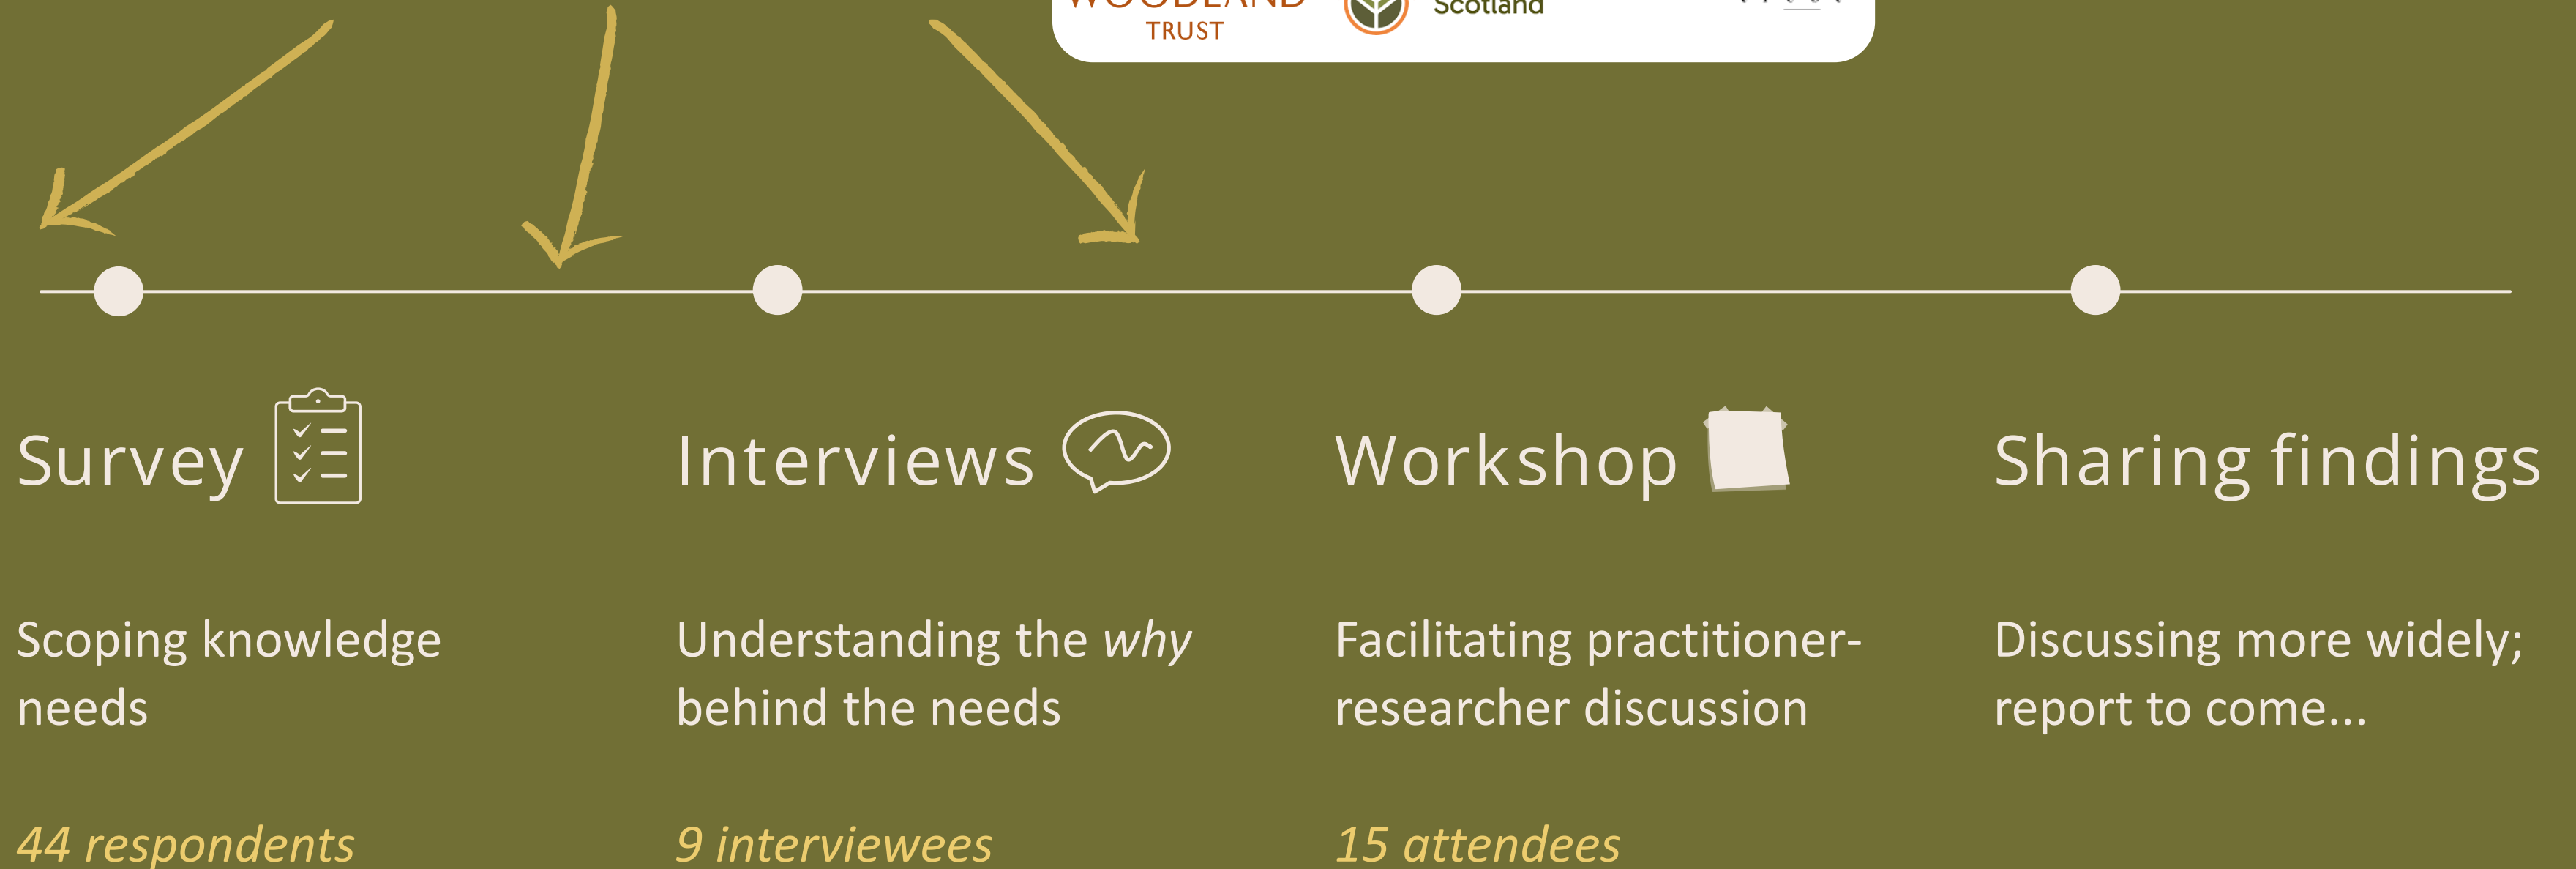 WOODLAND
TRUST
Scotland
Survey
Interviews
Workshop
Sharing findings
Scoping knowledge
needs
Understanding the why
behind the needs
Facilitating practitioner-
researcher discussion
Discussing more widely;
report to come...
44 respondents
9 interviewees
15 attendees